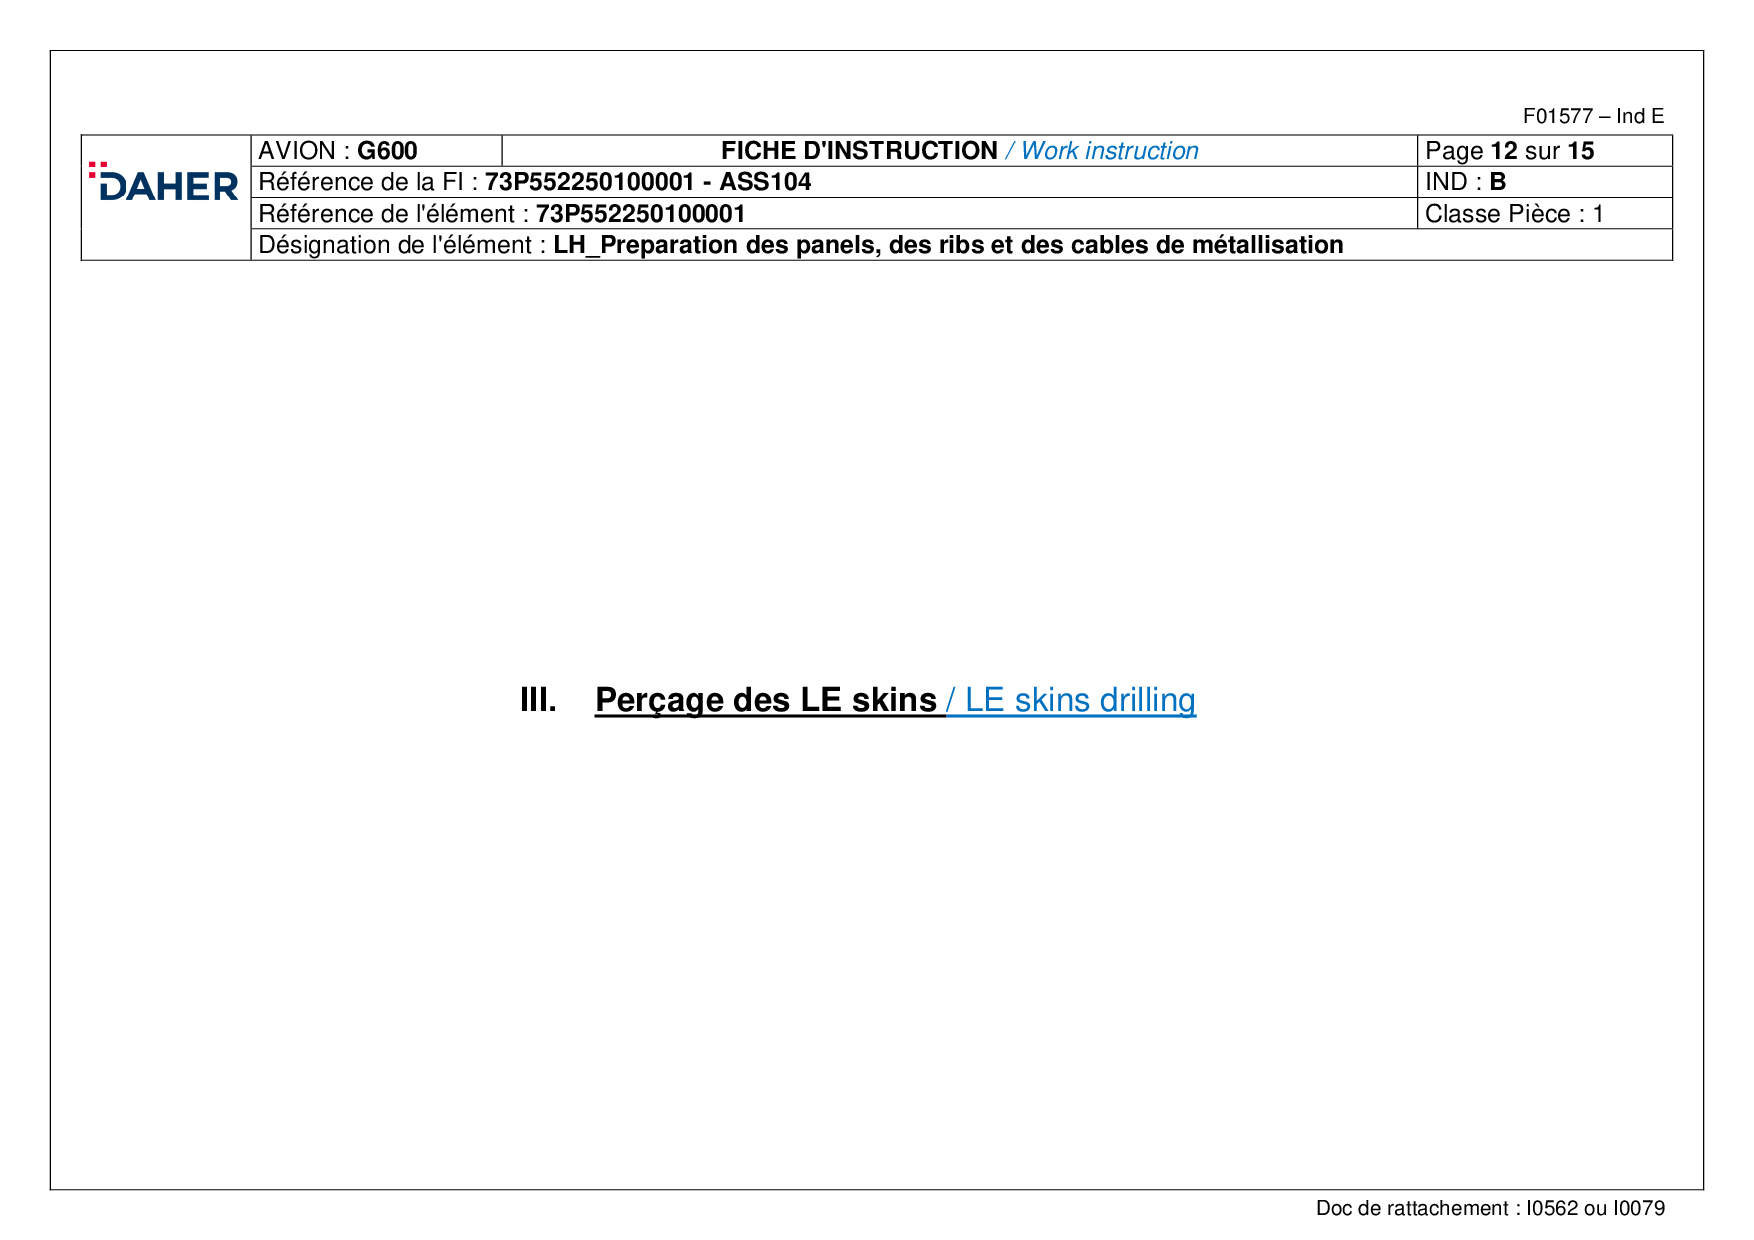 F01577 – Ind E
DAHER
AVION : G600
FICHE D'INSTRUCTION / Work instruction
Page 12 sur 15
Référence de la FI : 73P552250100001 - ASS104
IND : B
Référence de l'élément : 73P552250100001
Classe Pièce : 1
Désignation de l'élément : LH_Preparation des panels, des ribs et des cables de métallisation
III. Perçage des LE skins / LE skins drilling
Doc de rattachement : I0562 ou I0079